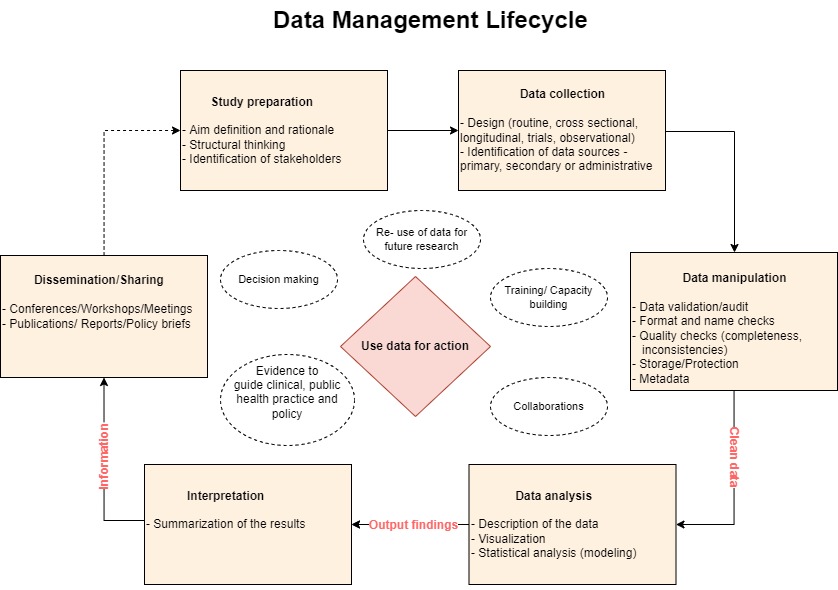 Data Management Lifecycle
Study preparation
- Aim definition and rationale
- Structural thinking
- Identification of stakeholders
Data collection
- Design (routine, cross sectional,
longitudinal, trials, observational)
- Identification of data sources -
primary, secondary or administrative
Data manipulation
- Data validation/audit
- Format and name checks
- Quality checks (completeness,
inconsistencies)
- Storage/Protection
- Metadata
Clean data
Data analysis
- Description of the data
- Visualization
- Statistical analysis (modeling)
Output findings
Interpretation
- Summarization of the results
Information
Dissemination/Sharing
- Conferences/Workshops/Meetings
- Publications/ Reports/Policy briefs
Use data for action
Re- use of data for
future research
Decision making
Training/ Capacity
building
Evidence to
guide clinical, public
health practice and
policy
Collaborations